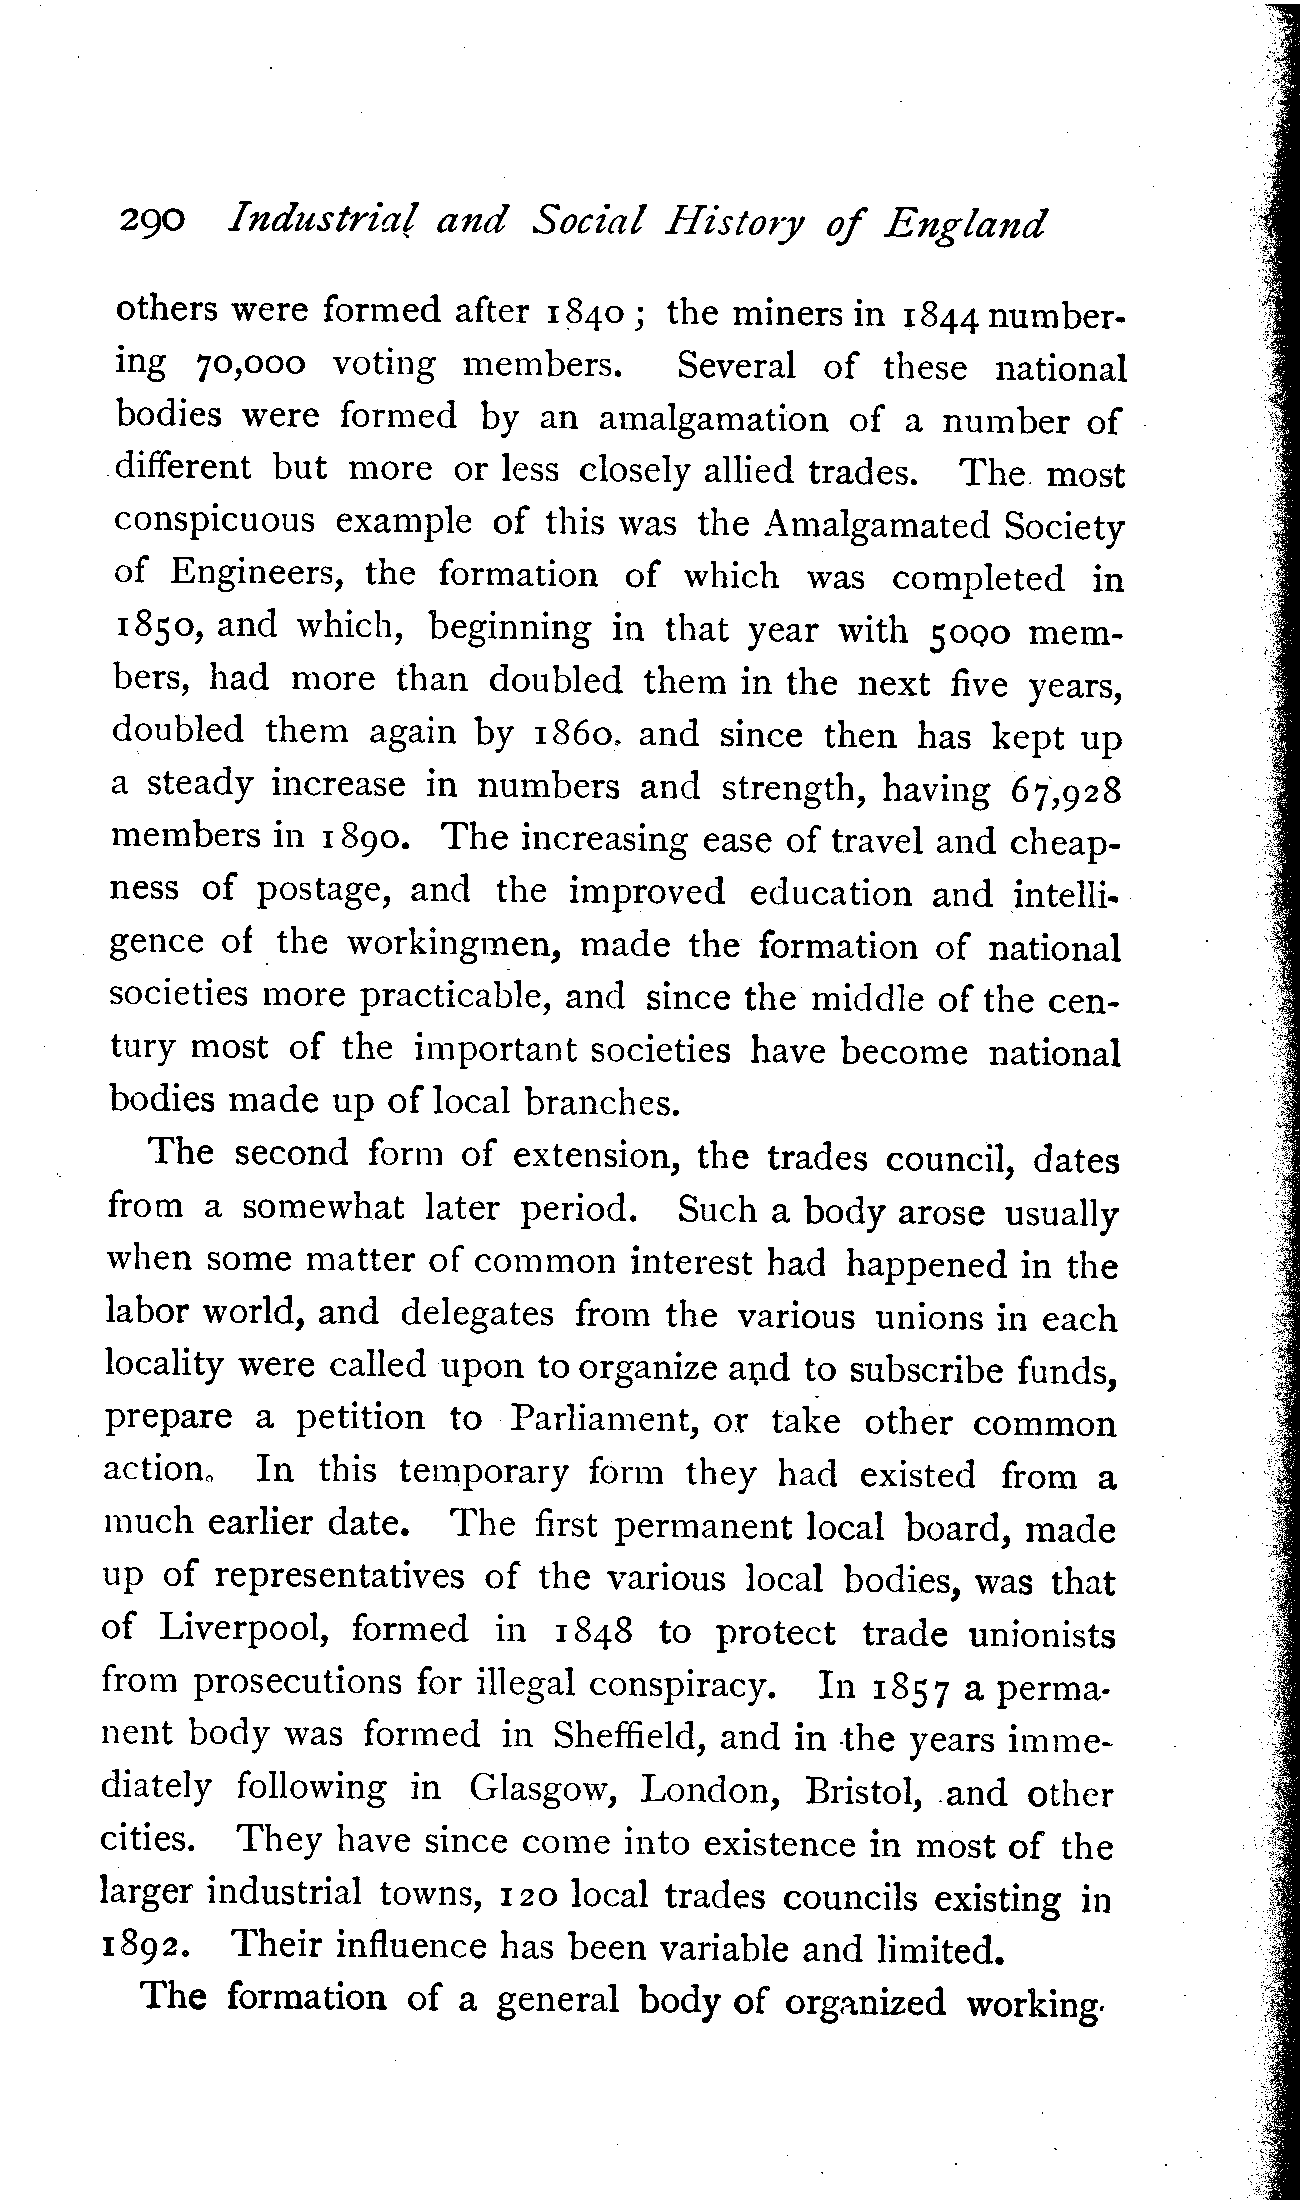 290 Industrial and Social History of England
others were formed after 1840; the miners in 1844 number-
ing 70,000 voting members. Several of these national
bodies were formed by an amalgamation of a number of
different but more or less closely allied trades. The most
conspicuous example of this was the Amalgamated Society
of Engineers, the formation of which was completed in
1850, and which, beginning in that year with 5000 mem-
bers, had more than doubled them in the next five years,
doubled them again by 1860, and since then has kept up
a steady increase in numbers and strength, having 67,928
members in 1890. The increasing ease of travel and cheap-
ness of postage, and the improved education and intelli-
gence of the workingmen, made the formation of national
societies more practicable, and since the middle of the cen-
tury most of the important societies have become national
bodies made up of local branches.
The second form of extension, the trades council, dates
from a somewhat later period. Such a body arose usually
when some matter of common interest had happened in the
labor world, and delegates from the various unions in each
locality were called upon to organize and to subscribe funds,
prepare a petition to Parliament, or take other common
action. In this temporary form they had existed from a
much earlier date. The first permanent local board, made
up of representatives of the various local bodies, was that
of Liverpool, formed in 1848 to protect trade unionists
from prosecutions for illegal conspiracy. In 1857 a perma-
nent body was formed in Sheffield, and in the years imme-
diately following in Glasgow, London, Bristol, and other
cities. They have since come into existence in most of the
larger industrial towns, 120 local trades councils existing in
1892. Their influence has been variable and limited.
The formation of a general body of organized working-